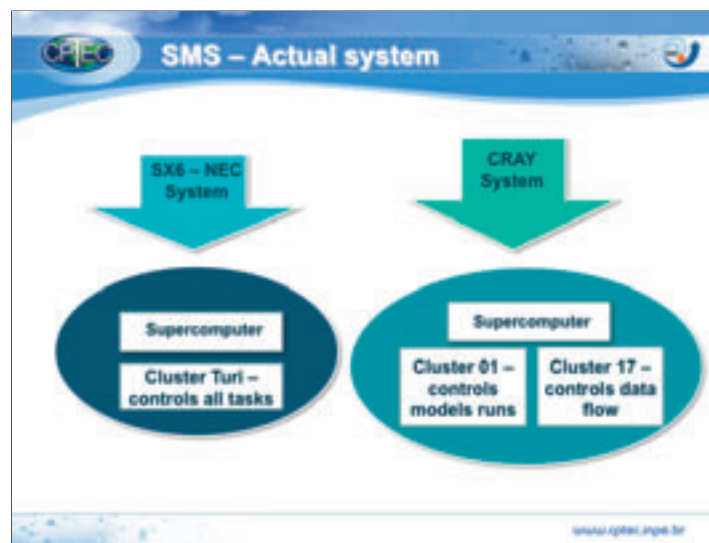 CPTEC
SMS – Actual system
SX6 – NEC
System
CRAY
System
Supercomputer
Cluster Turi –
controls all tasks
Supercomputer
Cluster 01 –
controls
models runs
Cluster 17 –
controls data
flow
www.cptec.inpe.br